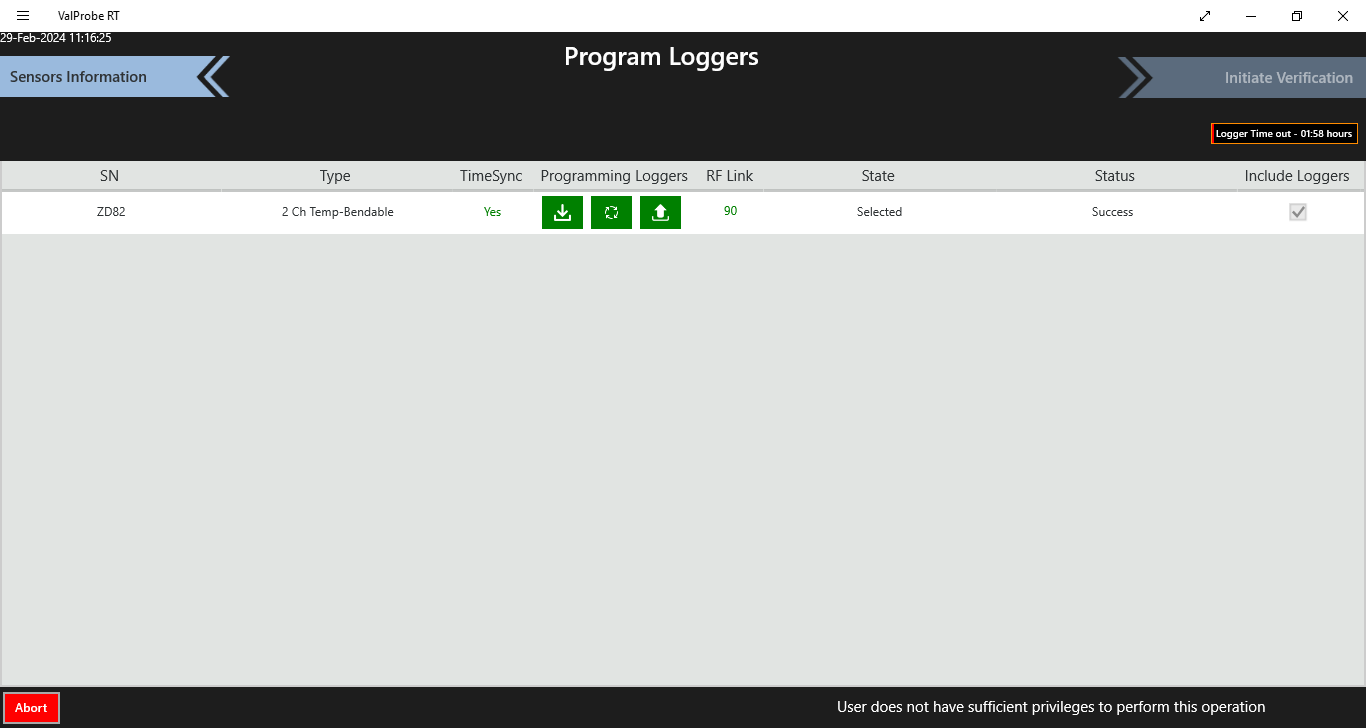 ValProbe RT
29-Feb-2024 11:16:25
Program Loggers
Sensors Information
Initiate Verification
Logger Time out - 01:58 hours
SN Type TimeSync Programming Loggers RF Link State Status Include Loggers
ZD82 2 Ch Temp-Bendable Yes 90 Selected Success
Abort
User does not have sufficient privileges to perform this operation